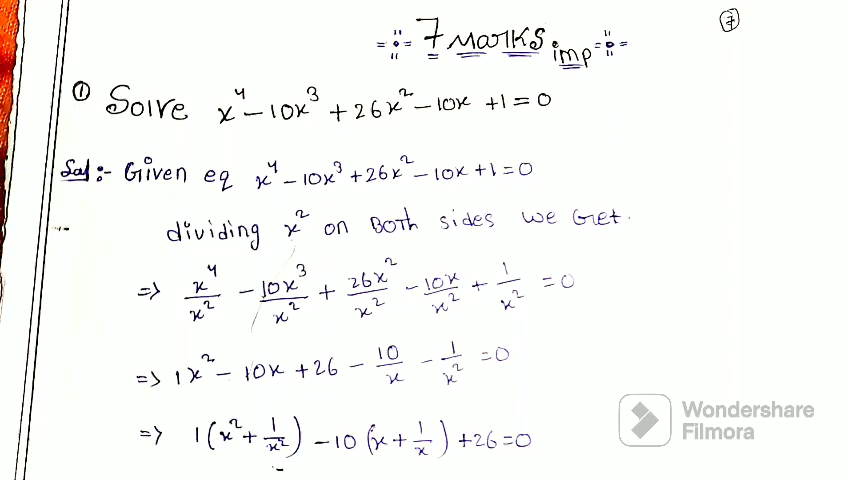 7 Marks imp
7
① Solve x⁴ - 10x³ + 26x² - 10x + 1 = 0
Sol :- Given eq x⁴ - 10x³ + 26x² - 10x + 1 = 0
dividing x² on Both sides we Get.
=> x⁴/x² - 10x³/x² + 26x²/x² - 10x/x² + 1/x² = 0
=> 1x² - 10x + 26 - 10/x - 1/x² = 0
=> 1(x² + 1/x²) - 10(x + 1/x) + 26 = 0
Wondershare
Filmora